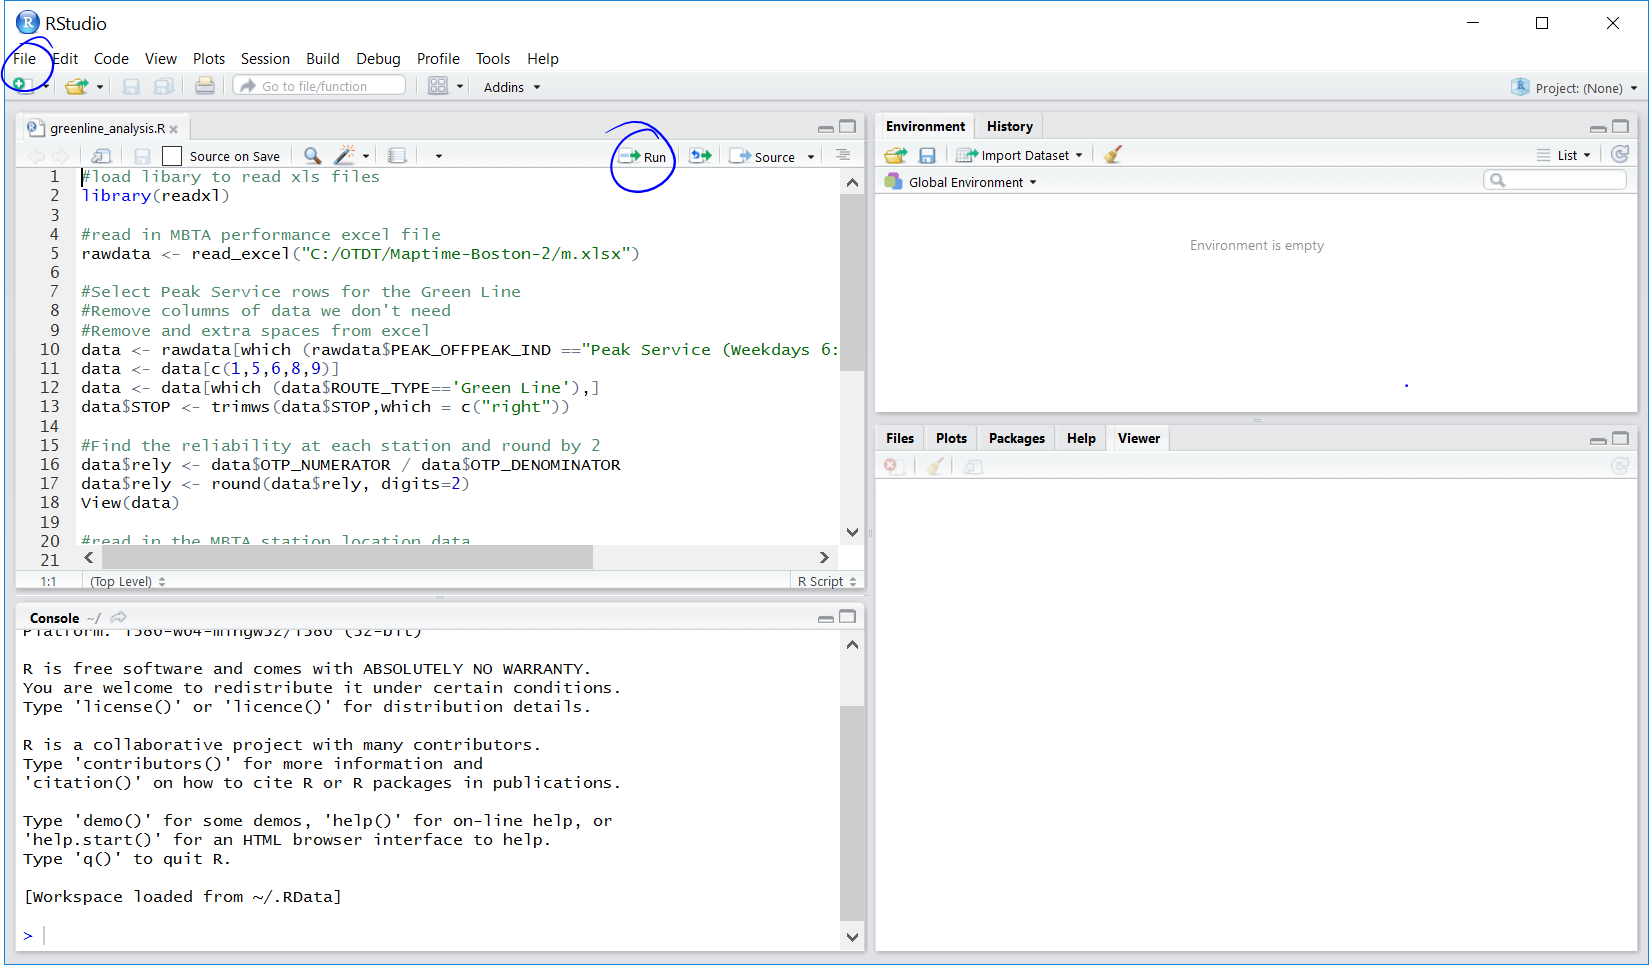 RStudio
File Edit Code View Plots Session Build Debug Profile Tools Help
Go to file/function Addins Project: (None)
greenline_analysis.R
Source on Save Run Source
1 #load libary to read xls files
2 library(readxl)
3
4 #read in MBTA performance excel file
5 rawdata <- read_excel("C:/OTDT/Maptime-Boston-2/m.xlsx")
6
7 #Select Peak Service rows for the Green Line
8 #Remove columns of data we don't need
9 #Remove and extra spaces from excel
10 data <- rawdata[which (rawdata$PEAK_OFFPEAK_IND =="Peak Service (Weekdays 6:
11 data <- data[c(1,5,6,8,9)]
12 data <- data[which (data$ROUTE_TYPE=='Green Line'),]
13 data$STOP <- trimws(data$STOP,which = c("right"))
14
15 #Find the reliability at each station and round by 2
16 data$rely <- data$OTP_NUMERATOR / data$OTP_DENOMINATOR
17 data$rely <- round(data$rely, digits=2)
18 View(data)
19
20 #read in the MBTA station location data
21
1:1 (Top Level) R Script
Console ~/
Platform: i386-w64-mingw32/i386 (32-bit)
R is free software and comes with ABSOLUTELY NO WARRANTY.
You are welcome to redistribute it under certain conditions.
Type 'license()' or 'licence()' for distribution details.
R is a collaborative project with many contributors.
Type 'contributors()' for more information and
'citation()' on how to cite R or R packages in publications.
Type 'demo()' for some demos, 'help()' for on-line help, or
'help.start()' for an HTML browser interface to help.
Type 'q()' to quit R.
[Workspace loaded from ~/.RData]
>
Environment History
Import Dataset List
Global Environment
Environment is empty
Files Plots Packages Help Viewer